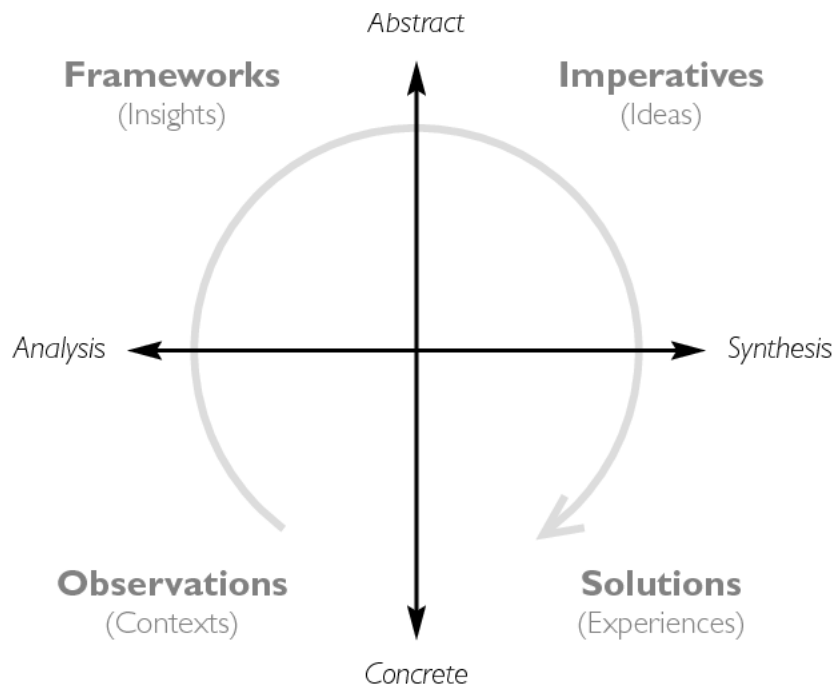 Abstract
Frameworks
(Insights)
Imperatives
(Ideas)
Analysis
Synthesis
Observations
(Contexts)
Solutions
(Experiences)
Concrete